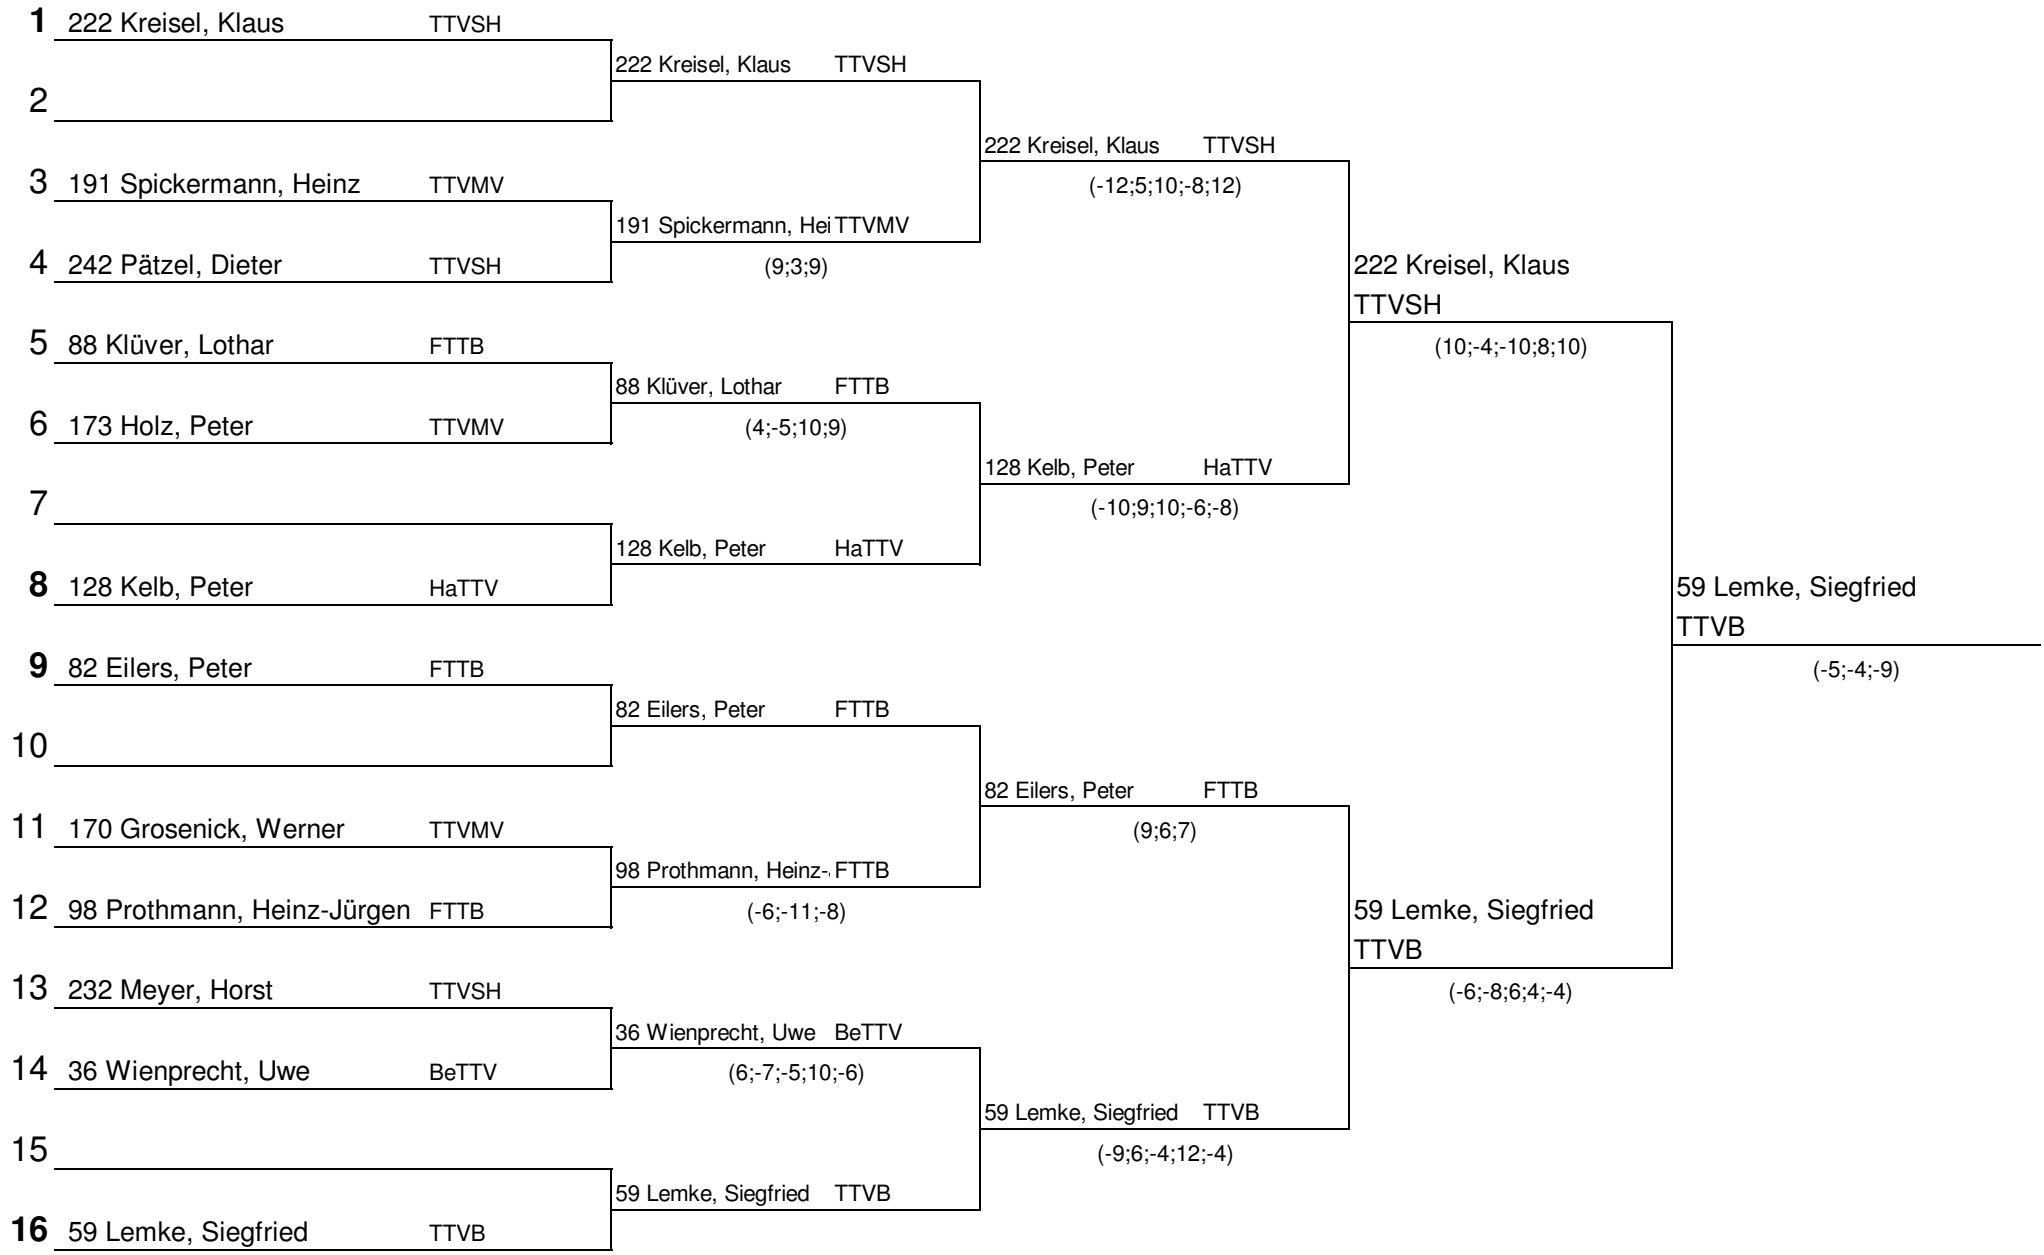 1 222 Kreisel, Klaus TTVSH
222 Kreisel, Klaus TTVSH
2
222 Kreisel, Klaus TTVSH
3 191 Spickermann, Heinz TTVMV
(-12;5;10;-8;12)
191 Spickermann, Hei TTVMV
4 242 Pätzel, Dieter TTVSH
(9;3;9)
222 Kreisel, Klaus
TTVSH
5 88 Klüver, Lothar FTTB
(10;-4;-10;8;10)
88 Klüver, Lothar FTTB
6 173 Holz, Peter TTVMV
(4;-5;10;9)
128 Kelb, Peter HaTTV
7
(-10;9;10;-6;-8)
128 Kelb, Peter HaTTV
8 128 Kelb, Peter HaTTV
59 Lemke, Siegfried
TTVB
9 82 Eilers, Peter FTTB
(-5;-4;-9)
82 Eilers, Peter FTTB
10
82 Eilers, Peter FTTB
11 170 Grosenick, Werner TTVMV
(9;6;7)
98 Prothmann, Heinz- FTTB
12 98 Prothmann, Heinz-Jürgen FTTB
(-6;-11;-8)
59 Lemke, Siegfried
TTVB
13 232 Meyer, Horst TTVSH
(-6;-8;6;4;-4)
36 Wienprecht, Uwe BeTTV
14 36 Wienprecht, Uwe BeTTV
(6;-7;-5;10;-6)
59 Lemke, Siegfried TTVB
15
(-9;6;-4;12;-4)
59 Lemke, Siegfried TTVB
16 59 Lemke, Siegfried TTVB